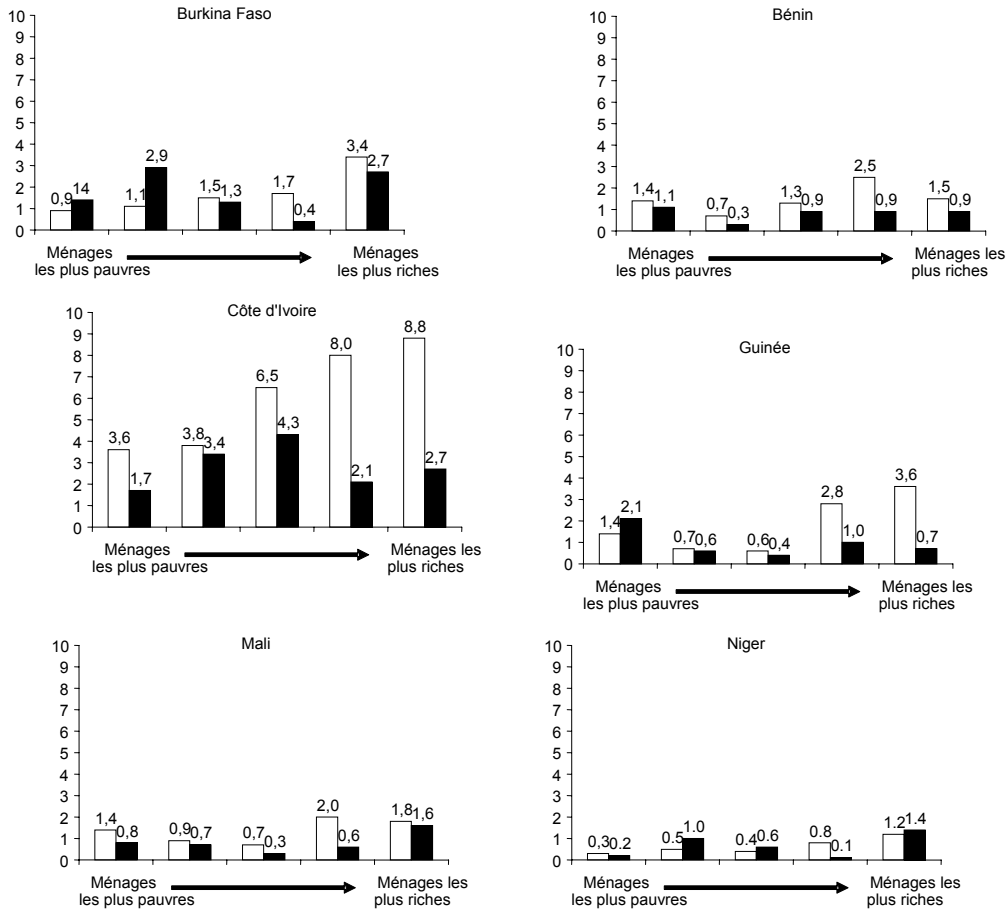 Burkina Faso
10
9
8
7
6
5
4
3
2
1
0
0,9 14 1,1 2,9 1,5 1,3 1,7 0,4 3,4 2,7
Ménages
les plus pauvres
Ménages
les plus riches
Bénin
10
9
8
7
6
5
4
3
2
1
0
1,4 1,1 0,7 0,3 1,3 0,9 2,5 0,9 1,5 0,9
Ménages
les plus pauvres
Ménages les
plus riches
Côte d'Ivoire
10
9
8
7
6
5
4
3
2
1
0
3,6 1,7 3,8 3,4 6,5 4,3 8,0 2,1 8,8 2,7
Ménages
les plus pauvres
Ménages les
plus riches
Guinée
10
9
8
7
6
5
4
3
2
1
0
1,4 2,1 0,7 0,6 0,6 0,4 2,8 1,0 3,6 0,7
Ménages
les plus pauvres
Ménages les
plus riches
Mali
10
9
8
7
6
5
4
3
2
1
0
1,4 0,8 0,9 0,7 0,7 0,3 2,0 0,6 1,8 1,6
Ménages
les plus pauvres
Ménages les
plus riches
Niger
10
9
8
7
6
5
4
3
2
1
0
0,3 0.2 0.5 1.0 0.4 0.6 0.8 0.1 1.2 1.4
Ménages
les plus pauvres
Ménages les
plus riches